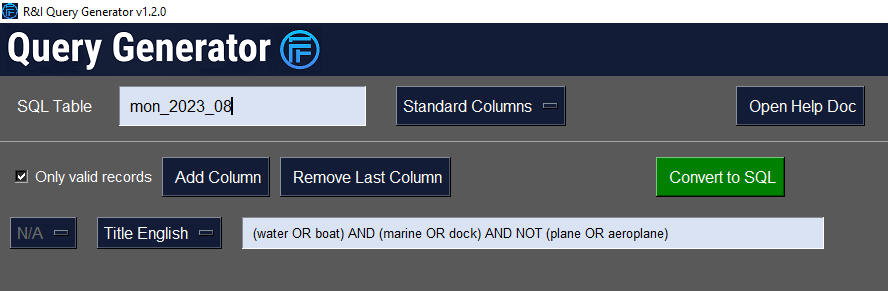 R&I Query Generator v1.2.0
Query Generator
SQL Table mon_2023_08 Standard Columns Open Help Doc
Only valid records Add Column Remove Last Column Convert to SQL
N/A Title English (water OR boat) AND (marine OR dock) AND NOT (plane OR aeroplane)